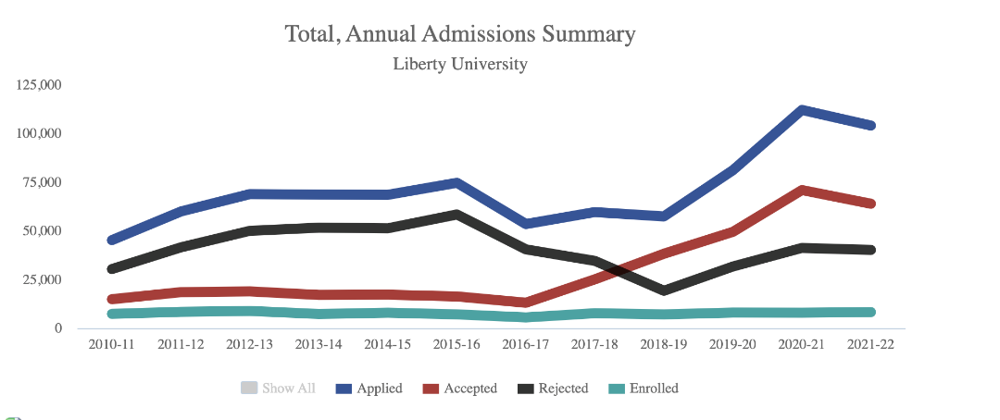 Total, Annual Admissions Summary
Liberty University
125,000
100,000
75,000
50,000
25,000
0
2010-11 2011-12 2012-13 2013-14 2014-15 2015-16 2016-17 2017-18 2018-19 2019-20 2020-21 2021-22
Show All Applied Accepted Rejected Enrolled